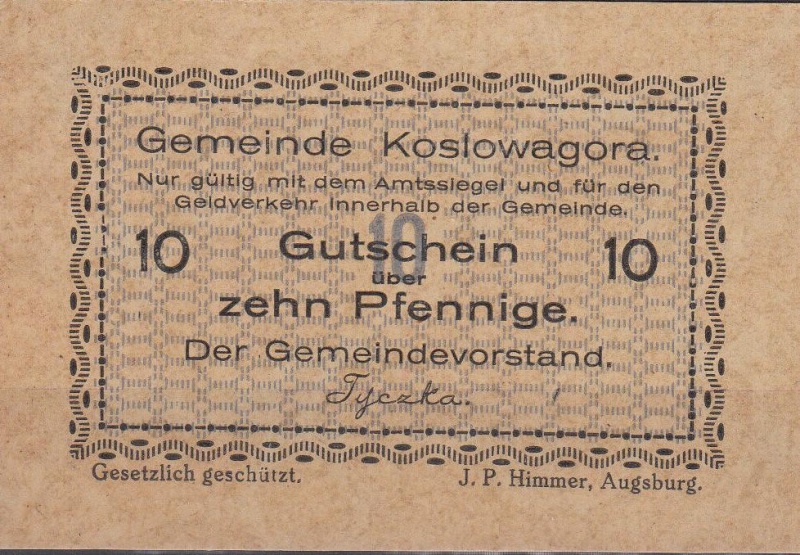 Gemeinde Koslowagora.
Nur gültig mit dem Amtssiegel und für den
Geldverkehr innerhalb der Gemeinde.
10 Gutschein 10 10
über
zehn Pfennige.
Der Gemeindevorstand.
Tyczka.
Gesetzlich geschützt. J. P. Himmer, Augsburg.